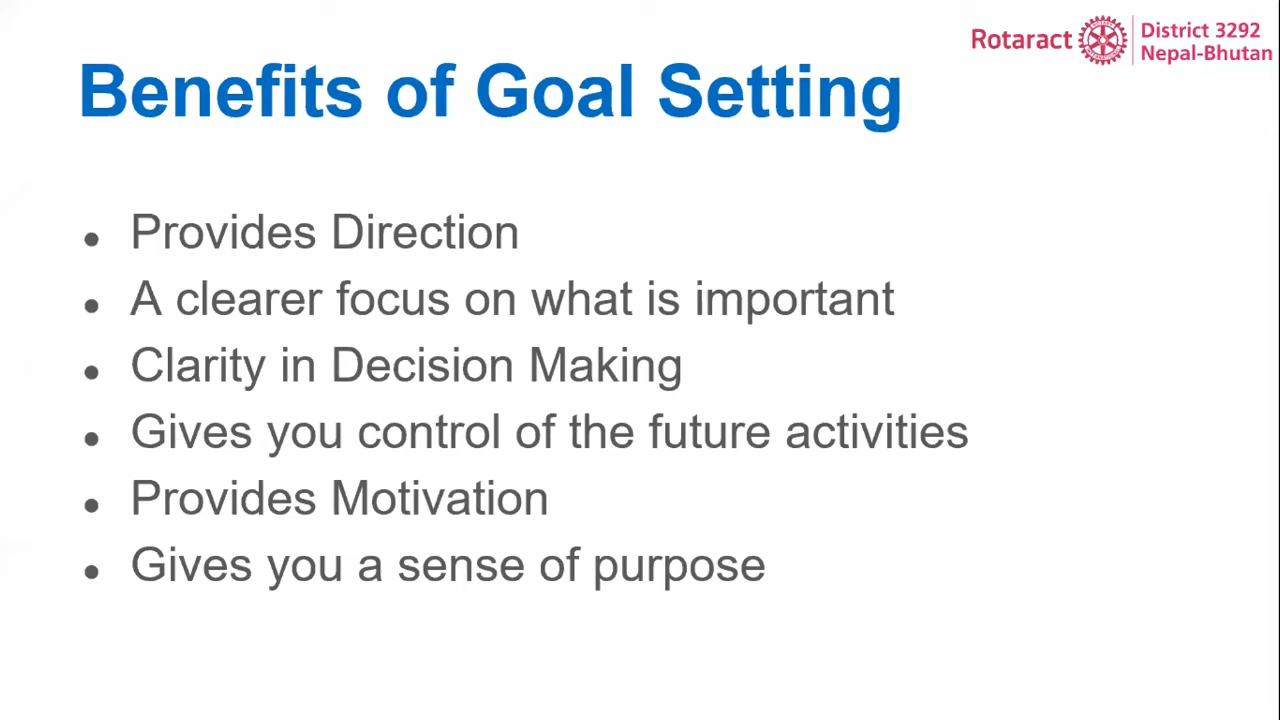 Rotaract District 3292
Nepal-Bhutan
Benefits of Goal Setting
● Provides Direction
● A clearer focus on what is important
● Clarity in Decision Making
● Gives you control of the future activities
● Provides Motivation
● Gives you a sense of purpose